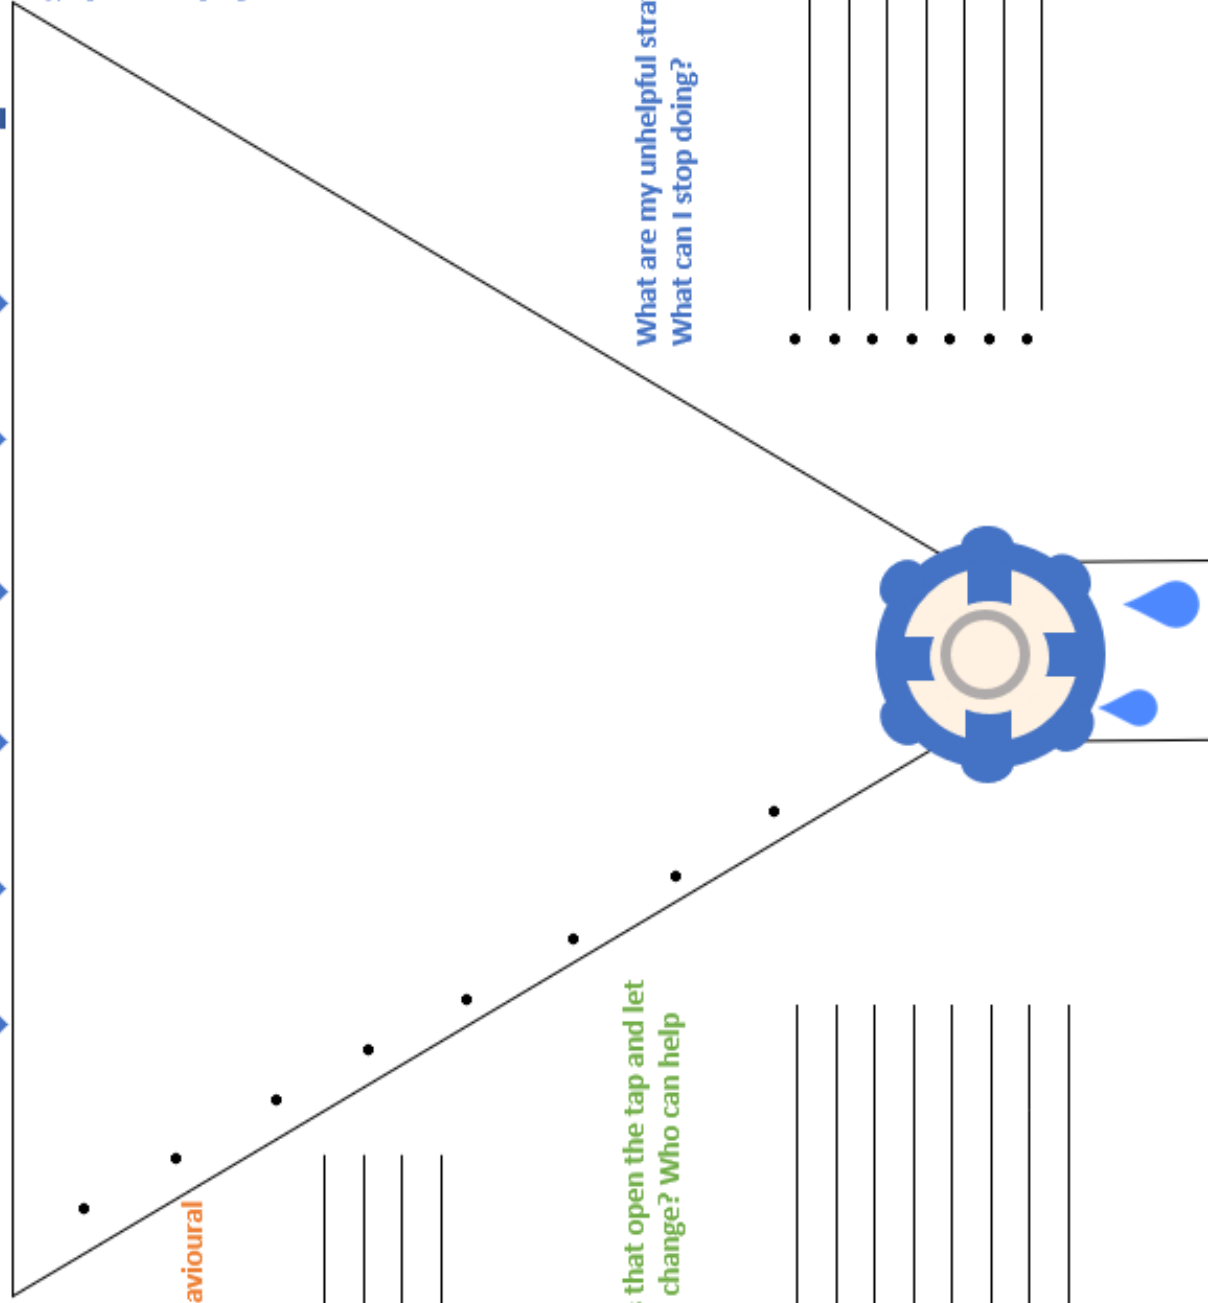 What are my unhelpful stra
What can I stop doing?
that open the tap and let
change? Who can help
avioural